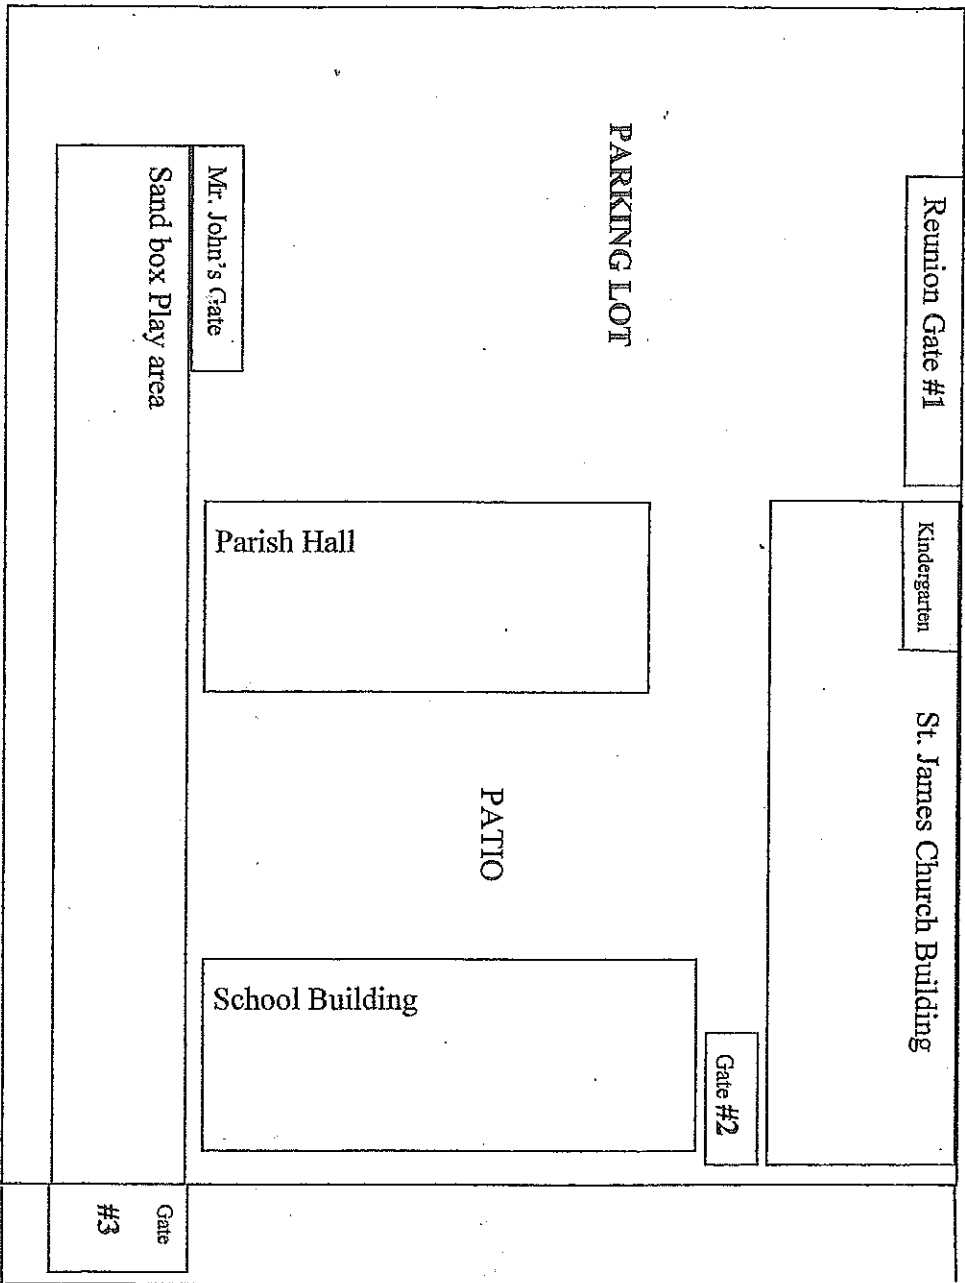 Reunion Gate #1
PARKING LOT
Mr. John's Gate
Sand box Play area
Kindergarten
St. James Church Building
Parish Hall
PATIO
School Building
Gate #2
Gate
#3